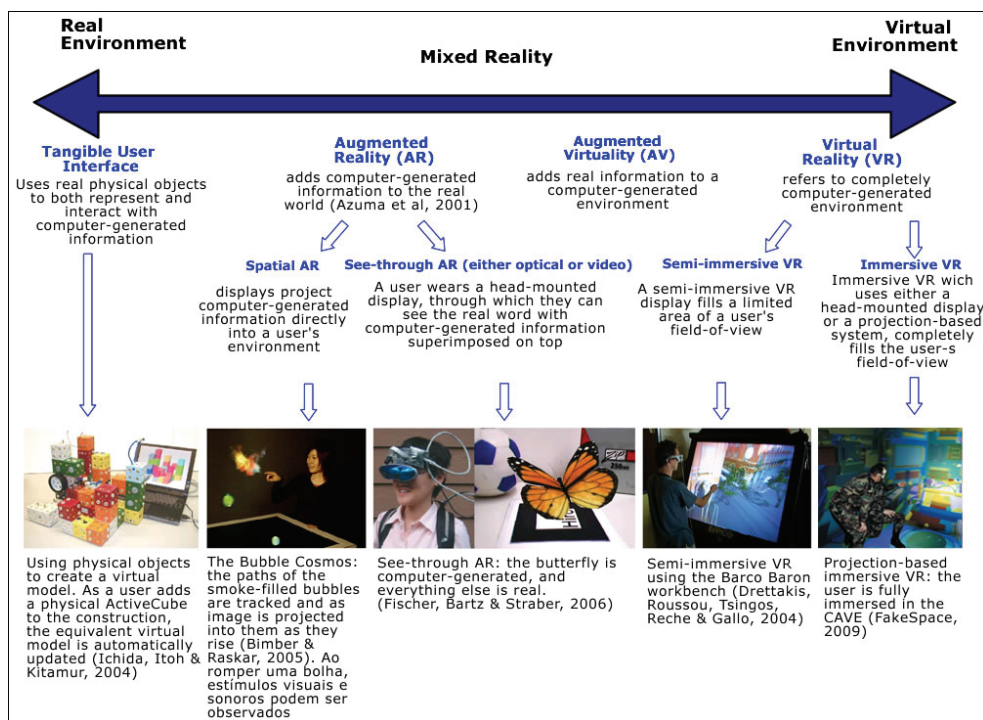 Real
Environment
Mixed Reality
Virtual
Environment
Tangible User
Interface
Uses real physical objects
to both represent and
interact with
computer-generated
information
Augmented
Reality (AR)
adds computer-generated
information to the real
world (Azuma et al, 2001)
Augmented
Virtuality (AV)
adds real information to a
computer-generated
environment
Virtual
Reality (VR)
refers to completely
computer-generated
environment
Spatial AR
displays project
computer-generated
information directly
into a user's
environment
See-through AR (either optical or video)
A user wears a head-mounted
display, through which they can
see the real word with
computer-generated information
superimposed on top
Semi-immersive VR
A semi-immersive VR
display fills a limited
area of a user's
field-of-view
Immersive VR
Immersive VR wich
uses either a
head-mounted display
or a projection-based
system, completely
fills the user-s
field-of-view
Using physical objects
to create a virtual
model. As a user adds
a physical ActiveCube
to the construction,
the equivalent virtual
model is automatically
updated (Ichida, Itoh &
Kitamur, 2004)
The Bubble Cosmos:
the paths of the
smoke-filled bubbles
are tracked and as
image is projected
into them as they
rise (Bimber &
Raskar, 2005). Ao
romper uma bolha,
estímulos visuais e
sonoros podem ser
observados
See-through AR: the butterfly is
computer-generated, and
everything else is real.
(Fischer, Bartz & Straber, 2006)
Semi-immersive VR
using the Barco Baron
workbench (Drettakis,
Roussou, Tsingos,
Reche & Gallo, 2004)
Projection-based
immersive VR: the
user is fully
immersed in the
CAVE (FakeSpace,
2009)